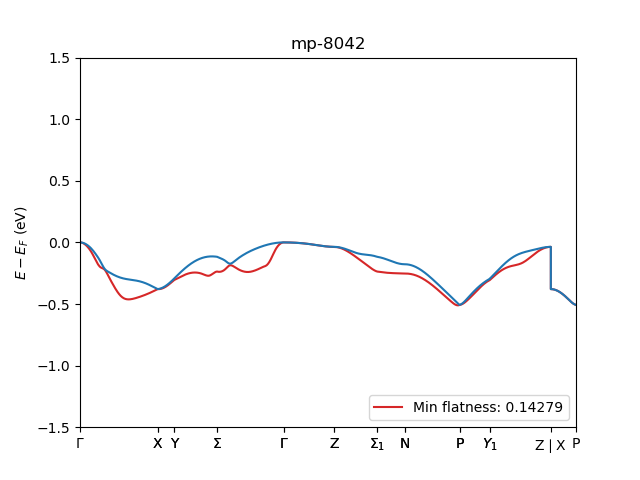 mp-8042
E − E_F (eV)
1.5
1.0
0.5
0.0
−0.5
−1.0
−1.5
Min flatness: 0.14279
Γ X Y Σ Γ Z Σ₁ N P Y₁ Z | X P